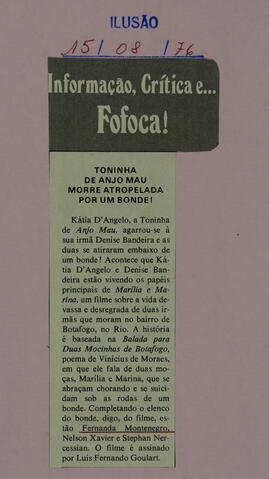 ILUSÃO
15/ 08 /76
Informação, Crítica e...
Fofoca!
TONINHA
DE ANJO MAU
MORRE ATROPELADA
POR UM BONDE!
Kátia D'Angelo, a Toninha
de Anjo Mau, agarrou-se à
sua irmã Denise Bandeira e as
duas se atiraram embaixo de
um bonde! Acontece que Ká-
tia D'Angelo e Denise Ban-
deira estão vivendo os papéis
principais de Marília e Ma-
rina, um filme sobre a vida de-
vassa e desregrada de duas ir-
mãs que moram no bairro de
Botafogo, no Rio. A história
é baseada na Balada para
Duas Mocinhas de Botafogo,
poema de Vinícius de Moraes,
em que ele fala de duas mo-
ças, Marília e Marina, que se
abraçam chorando e se suici-
dam sob as rodas de um
bonde. Completando o elenco
do bonde, digo, do filme, es-
tão Fernanda Montenegro,
Nelson Xavier e Stephan Ner-
cessian. O filme é assinado
por Luís Fernando Goulart.